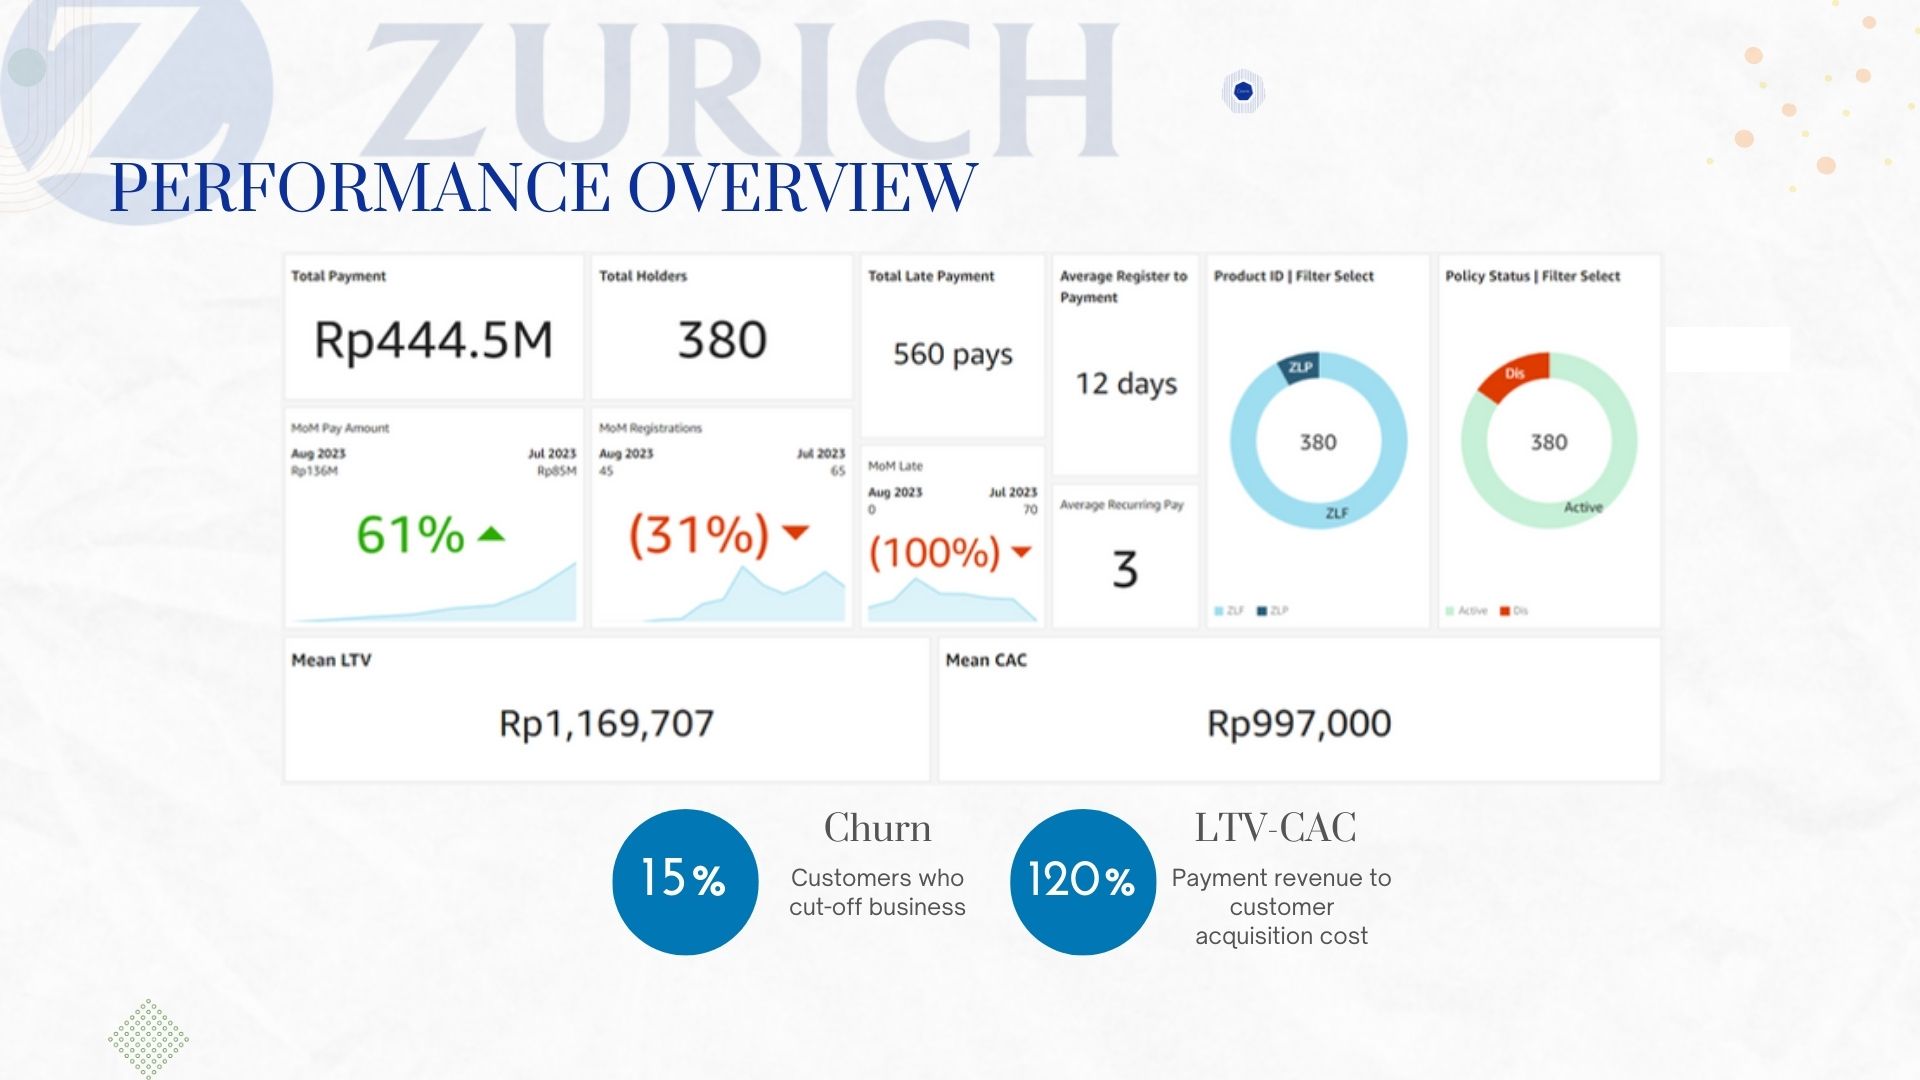 Z ZURICH
PERFORMANCE OVERVIEW
Total Payment
Rp444.5M
Total Holders
380
Total Late Payment
560 pays
Average Register to
Payment
12 days
Product ID | Filter Select
ZLP
380
ZLF
ZLF ZLP
Policy Status | Filter Select
Dis
380
Active
Active Dis
MoM Pay Amount
Aug 2023 Jul 2023
Rp136M Rp85M
61%
MoM Registrations
Aug 2023 Jul 2023
45 65
(31%)
MoM Late
Aug 2023 Jul 2023
0 70
(100%)
Average Recurring Pay
3
Mean LTV
Rp1,169,707
Mean CAC
Rp997,000
15%
Churn
Customers who
cut-off business
120%
LTV-CAC
Payment revenue to
customer
acquisition cost